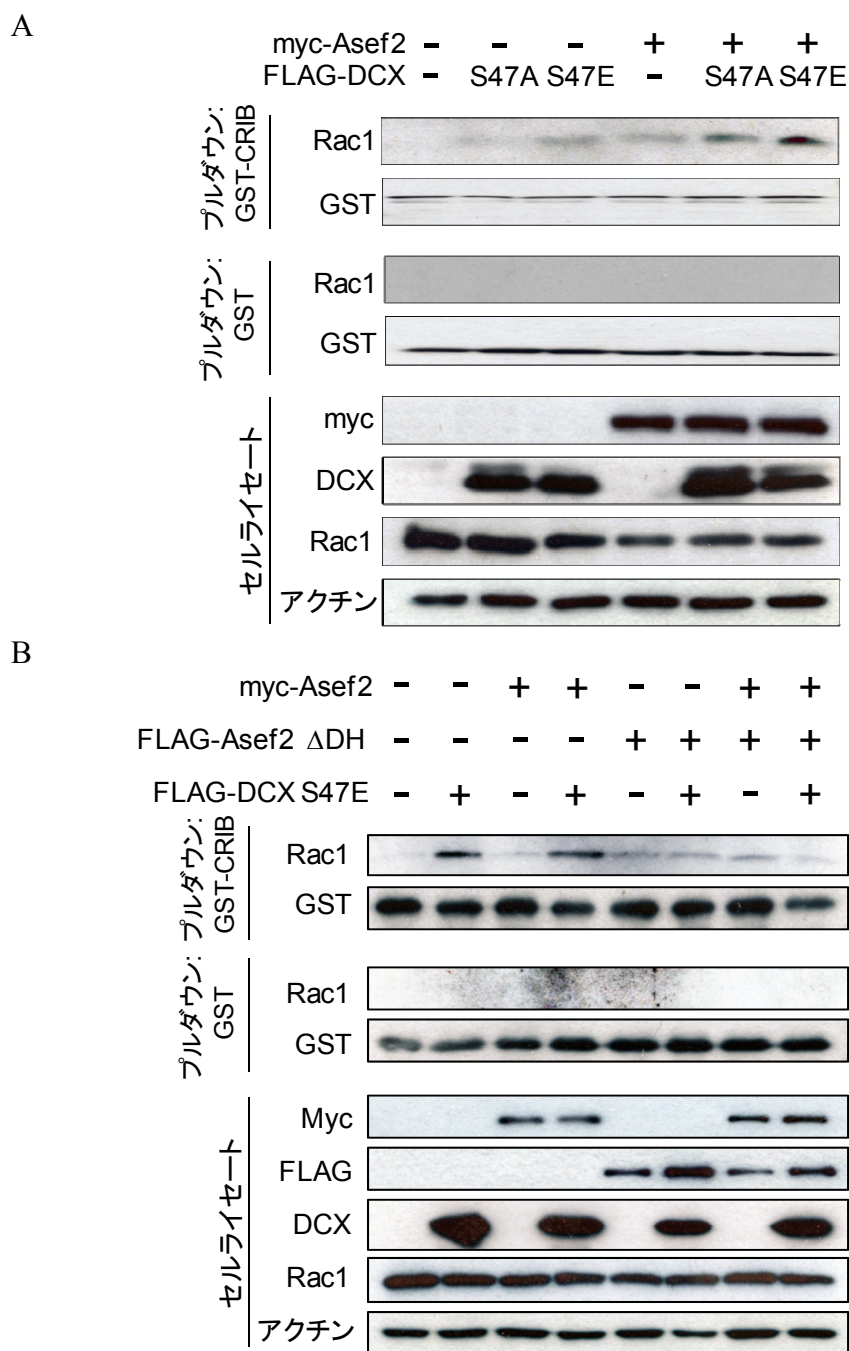 A
myc-Asef2 - - - + + +
FLAG-DCX - S47A S47E - S47A S47E
プルダウン:
GST-CRIB
Rac1
GST
プルダウン:
GST
Rac1
GST
セルライセート
myc
DCX
Rac1
アクチン
B
myc-Asef2 - - + + - - + +
FLAG-Asef2 ΔDH - - - - + + + +
FLAG-DCX S47E - + - + - + - +
プルダウン:
GST-CRIB
Rac1
GST
プルダウン:
GST
Rac1
GST
セルライセート
Myc
FLAG
DCX
Rac1
アクチン